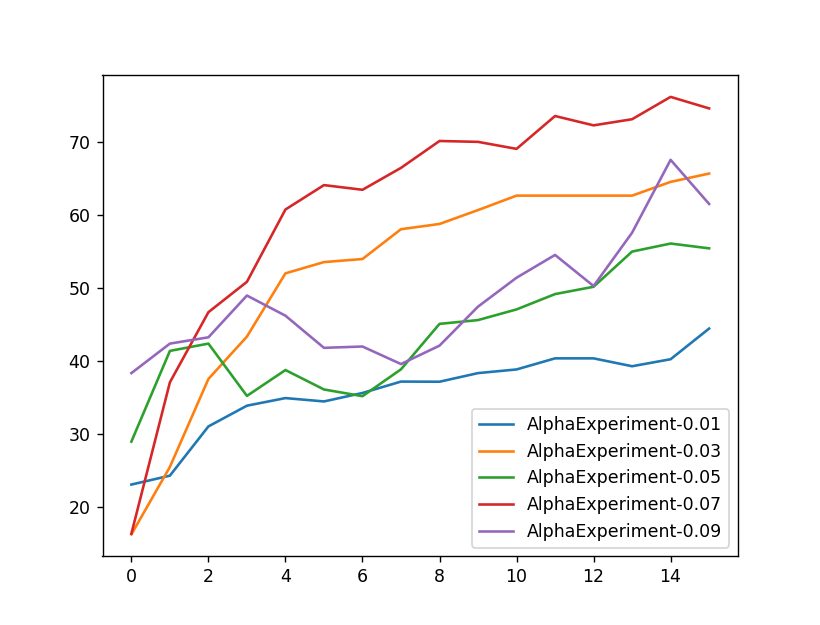 70
60
50
40
30
20
0 2 4 6 8 10 12 14
AlphaExperiment-0.01
AlphaExperiment-0.03
AlphaExperiment-0.05
AlphaExperiment-0.07
AlphaExperiment-0.09